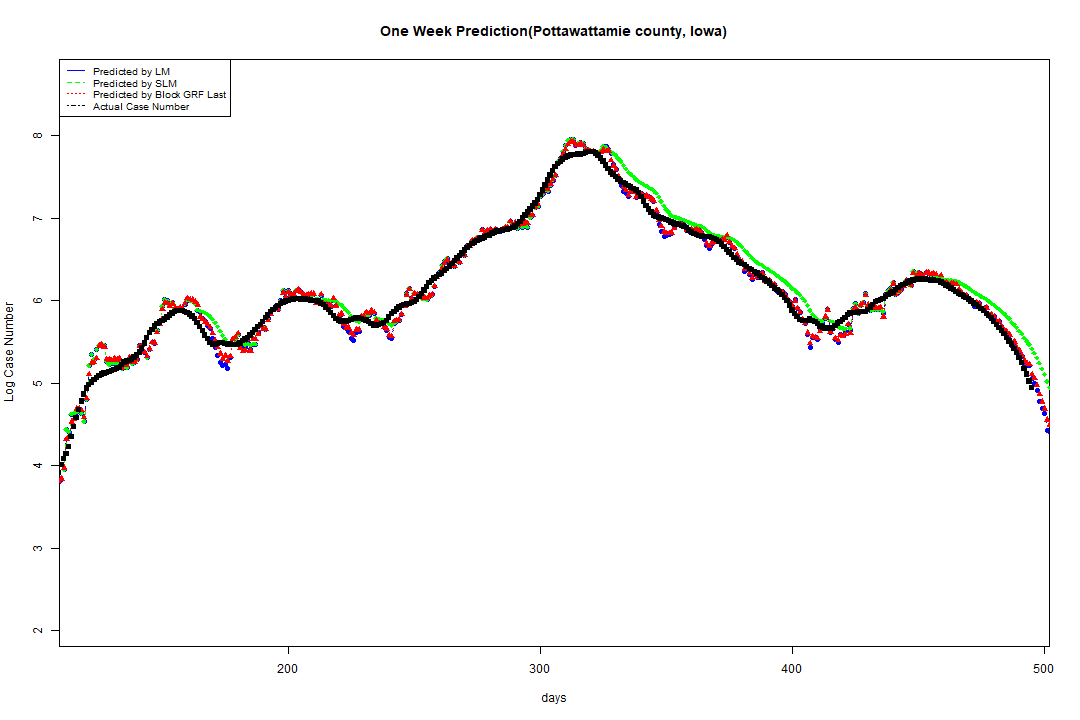 One Week Prediction(Pottawattamie county, Iowa)
Predicted by LM
Predicted by SLM
Predicted by Block GRF Last
Actual Case Number
8
7
6
5
4
3
2
Log Case Number
200 300 400 500
days